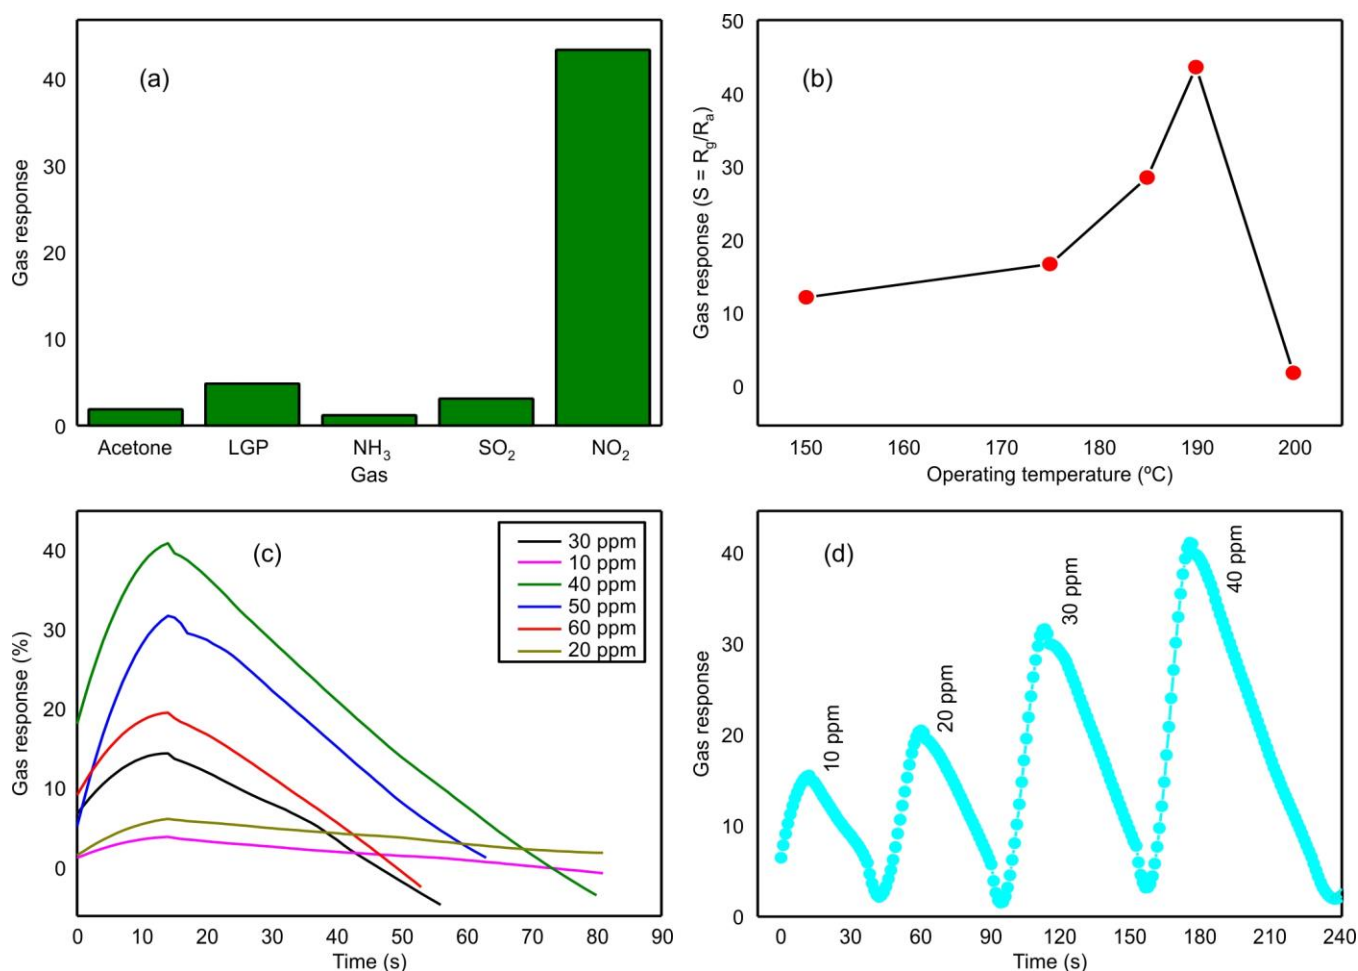 (a)
Gas response
40
30
20
10
0
Acetone LGP NH₃ SO₂ NO₂
Gas
(b)
Gas response (S = R_g/Rₐ)
50
40
30
20
10
0
150 160 170 180 190 200
Operating temperature (ºC)
(c)
Gas response (%)
40
30
20
10
0
30 ppm
10 ppm
40 ppm
50 ppm
60 ppm
20 ppm
0 10 20 30 40 50 60 70 80 90
Time (s)
(d)
Gas response
40
30
20
10
0
10 ppm
20 ppm
30 ppm
40 ppm
0 30 60 90 120 150 180 210 240
Time (s)